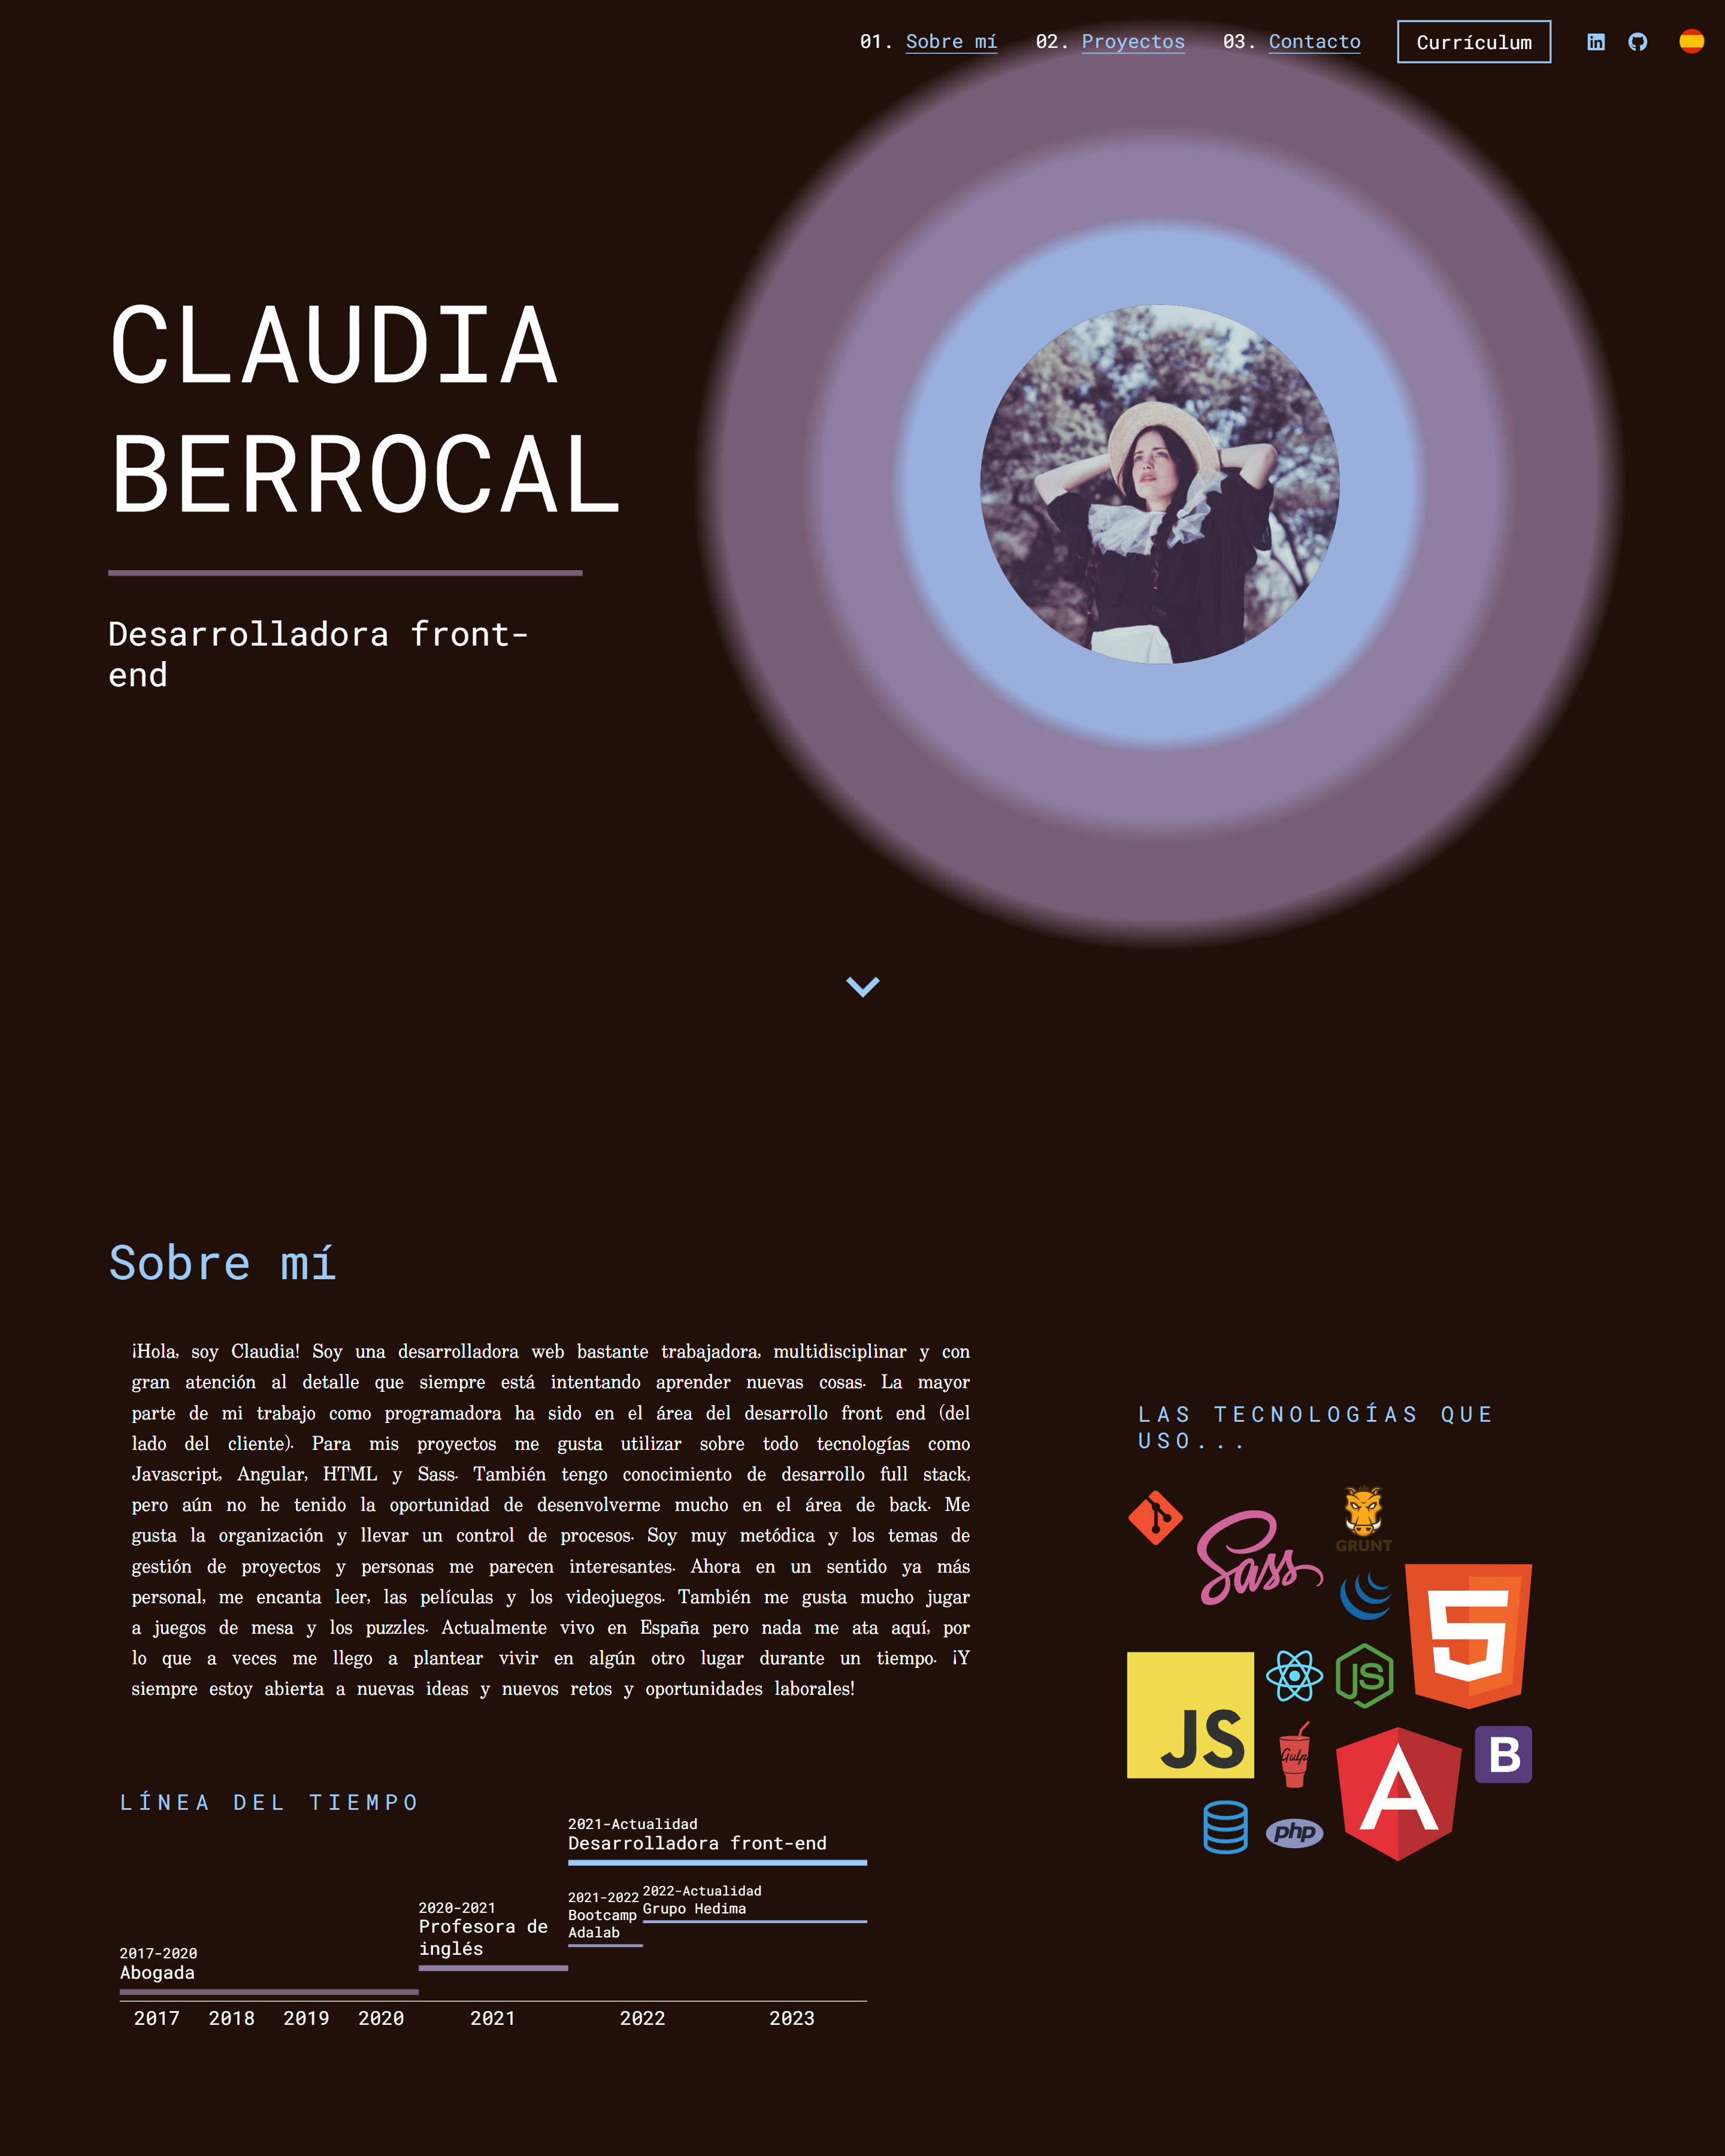 01. Sobre mí 02. Proyectos 03. Contacto Currículum
CLAUDIA
BERROCAL
Desarrolladora front-
end
Sobre mí
¡Hola, soy Claudia! Soy una desarrolladora web bastante trabajadora, multidisciplinar y con
gran atención al detalle que siempre está intentando aprender nuevas cosas. La mayor
parte de mi trabajo como programadora ha sido en el área del desarrollo front end (del
lado del cliente). Para mis proyectos me gusta utilizar sobre todo tecnologías como
Javascript, Angular, HTML y Sass. También tengo conocimiento de desarrollo full stack,
pero aún no he tenido la oportunidad de desenvolverme mucho en el área de back. Me
gusta la organización y llevar un control de procesos. Soy muy metódica y los temas de
gestión de proyectos y personas me parecen interesantes. Ahora en un sentido ya más
personal, me encanta leer, las películas y los videojuegos. También me gusta mucho jugar
a juegos de mesa y los puzzles. Actualmente vivo en España pero nada me ata aquí, por
lo que a veces me llego a plantear vivir en algún otro lugar durante un tiempo. ¡Y
siempre estoy abierta a nuevas ideas y nuevos retos y oportunidades laborales!
LAS TECNOLOGÍAS QUE
USO...
Sass
GRUNT
5
JS
JS
Gulp
A
B
php
LÍNEA DEL TIEMPO
2021-Actualidad
Desarrolladora front-end
2022-Actualidad
Grupo Hedima
2021-2022
Bootcamp
Adalab
2020-2021
Profesora de
inglés
2017-2020
Abogada
2017 2018 2019 2020 2021 2022 2023